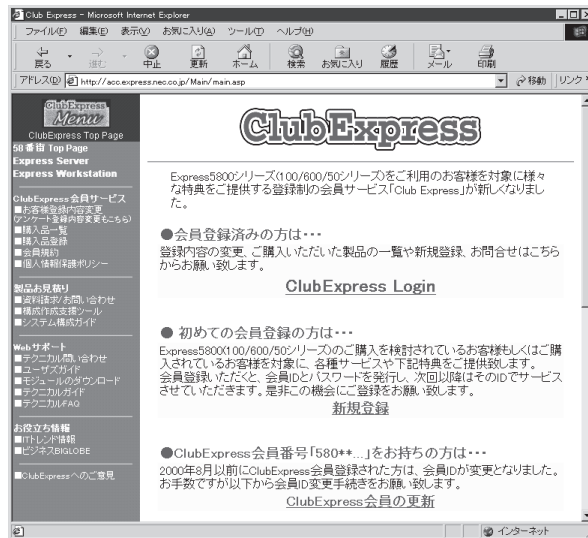 Club Express - Microsoft Internet Explorer
ファイル(F) 編集(E) 表示(V) お気に入り(A) ツール(T) ヘルプ(H)
戻る 進む 中止 更新 ホーム 検索 お気に入り 履歴 メール 印刷
アドレス(D) http://acc.express.nec.co.jp/Main/main.asp 移動 リンク
ClubExpress
Menu
ClubExpress Top Page
58番街 Top Page
Express Server
Express Workstation
ClubExpress会員サービス
■お客様登録内容変更
(アンケート登録内容変更もこちら)
■購入品一覧
■購入品登録
■会員規約
■個人情報保護ポリシー
製品お見積り
■資料請求/お問い合わせ
■構成作成支援ツール
■システム構成ガイド
Webサポート
■テクニカル問い合わせ
■ユーザズガイド
■モジュールのダウンロード
■テクニカルガイド
■テクニカルFAQ
お役立ち情報
■ITトレンド情報
■ビジネスBIGLOBE
■ClubExpressへのご意見
ClubExpress
Express5800シリーズ(100/600/50シリーズ)をご利用のお客様を対象に様々
な特典をご提供する登録制の会員サービス「Club Express」が新しくなりまし
た。
●会員登録済みの方は・・・
登録内容の変更、ご購入いただいた製品の一覧や新規登録、お問合せはこちら
からお願い致します。
ClubExpress Login
● 初めての会員登録の方は・・・
Express5800(100/600/50シリーズ)のご購入を検討されているお客様もしくはご購
入されているお客様を対象に、各種サービスや下記特典をご提供致します。
会員登録いただくと、会員IDとパスワードを発行し、次回以降はそのIDでサービス
させていただきます。是非この機会にご登録をお願い致します。
新規登録
●ClubExpress会員番号「580**...」をお持ちの方は・・・
2000年8月以前にClubExpress会員登録された方は、会員IDが変更となりました。
お手数ですが以下から会員ID変更手続きをお願い致します。
ClubExpress会員の更新
インターネット